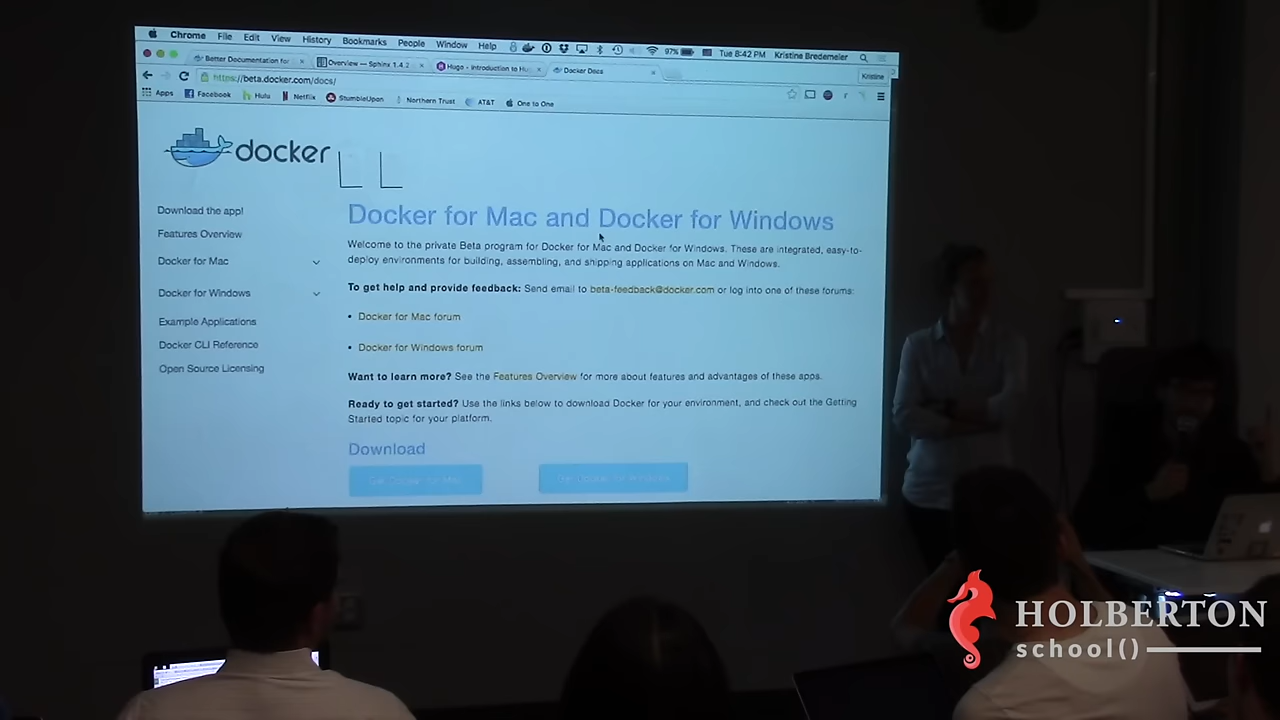 Chrome File Edit View History Bookmarks People Window Help 97% Tue 8:42 PM Kristine Bredemeier
Better Documentation for Overview — Sphinx 1.4.2 Hugo - Introduction to Hu Docker Docs Kristine
https://beta.docker.com/docs/
Apps Facebook Hulu Netflix StumbleUpon Northern Trust AT&T One to One
docker
Download the app!
Features Overview
Docker for Mac
Docker for Windows
Example Applications
Docker CLI Reference
Open Source Licensing
Docker for Mac and Docker for Windows
Welcome to the private Beta program for Docker for Mac and Docker for Windows. These are integrated, easy-to-
deploy environments for building, assembling, and shipping applications on Mac and Windows.
To get help and provide feedback: Send email to beta-feedback@docker.com or log into one of these forums:
• Docker for Mac forum
• Docker for Windows forum
Want to learn more? See the Features Overview for more about features and advantages of these apps.
Ready to get started? Use the links below to download Docker for your environment, and check out the Getting
Started topic for your platform.
Download
Get Docker for Mac
HOLBERTON
school()